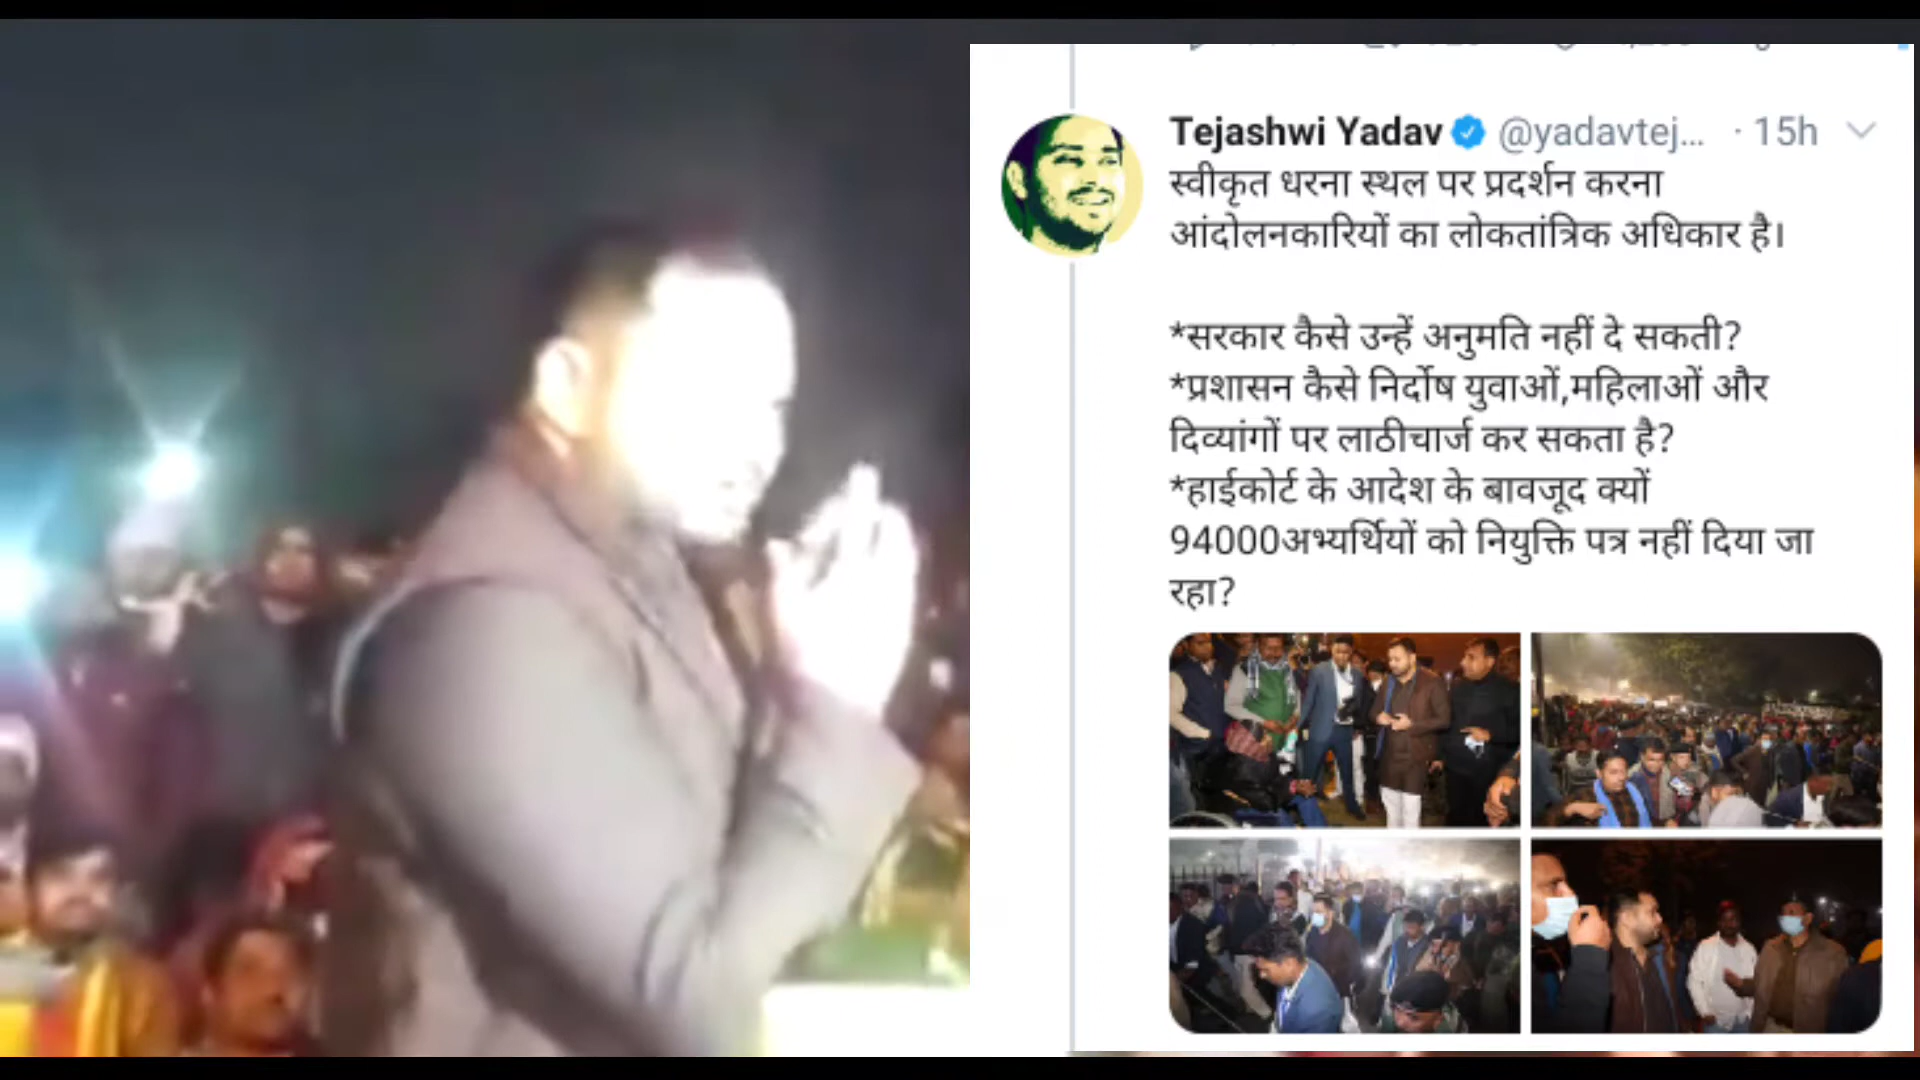 Tejashwi Yadav @yadavtej... · 15h
स्वीकृत धरना स्थल पर प्रदर्शन करना
आंदोलनकारियों का लोकतांत्रिक अधिकार है।
*सरकार कैसे उन्हें अनुमति नहीं दे सकती?
*प्रशासन कैसे निर्दोष युवाओं,महिलाओं और
दिव्यांगों पर लाठीचार्ज कर सकता है?
*हाईकोर्ट के आदेश के बावजूद क्यों
94000अभ्यर्थियों को नियुक्ति पत्र नहीं दिया जा
रहा?